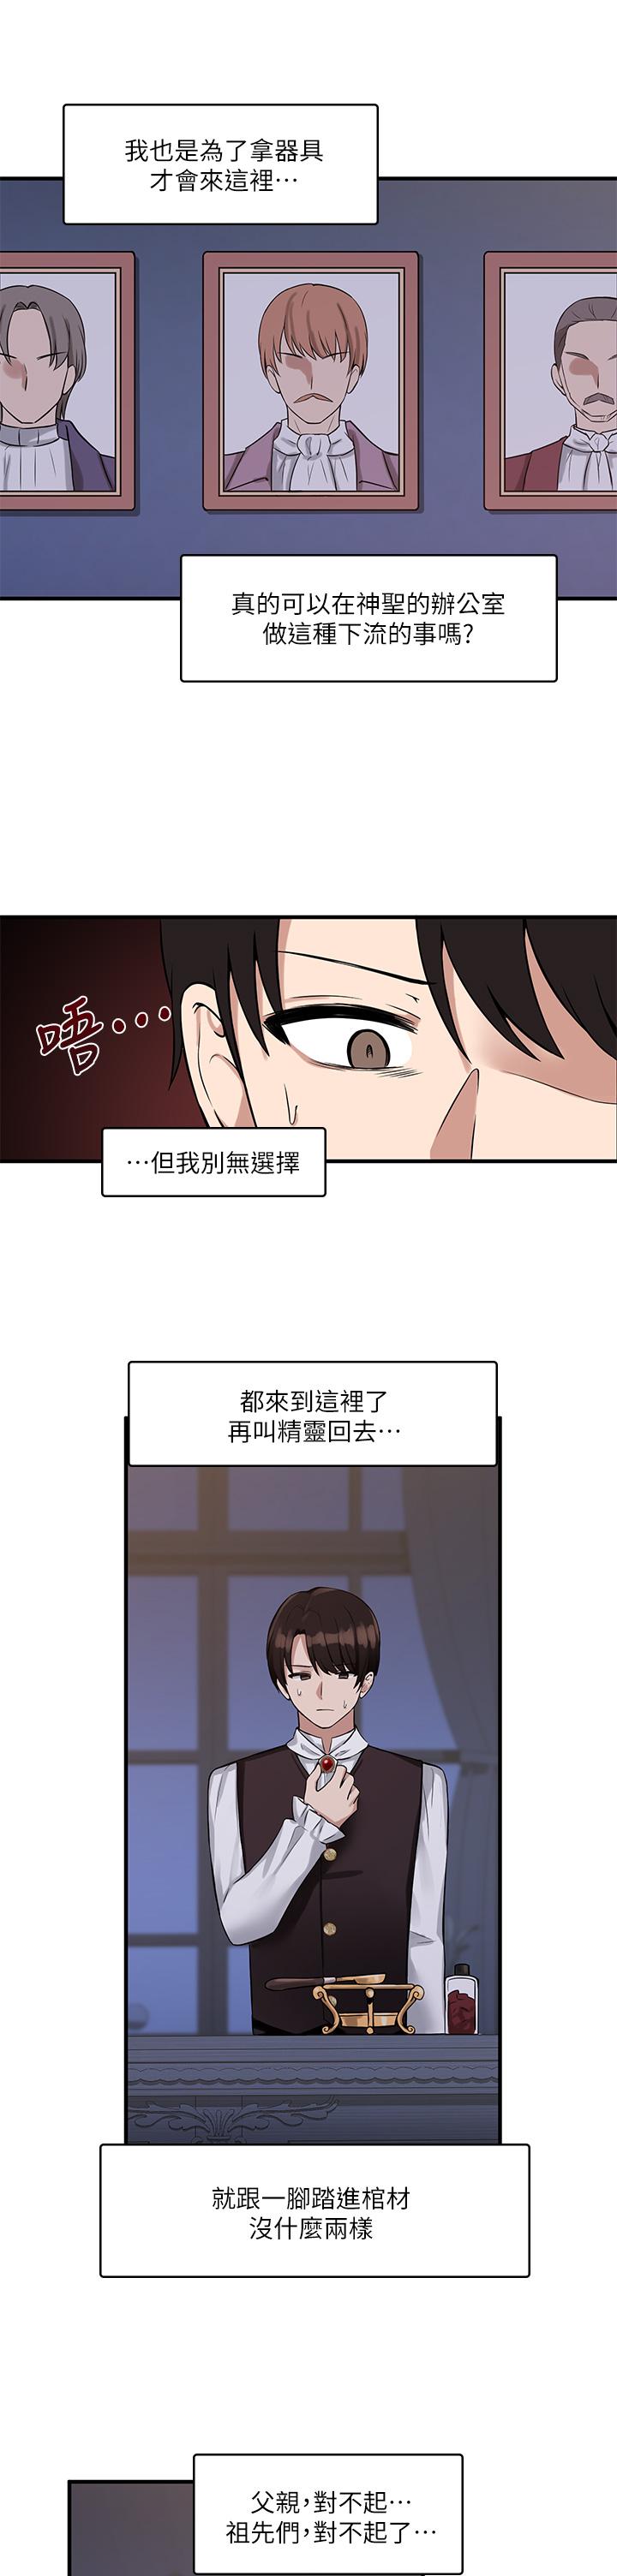 我也是為了拿器具
才會來這裡…
真的可以在神聖的辦公室
做這種下流的事嗎?
唔…
…但我別無選擇
都來到這裡了
再叫精靈回去…
就跟一腳踏進棺材
沒什麼兩樣
父親,對不起…
祖先們,對不起了…